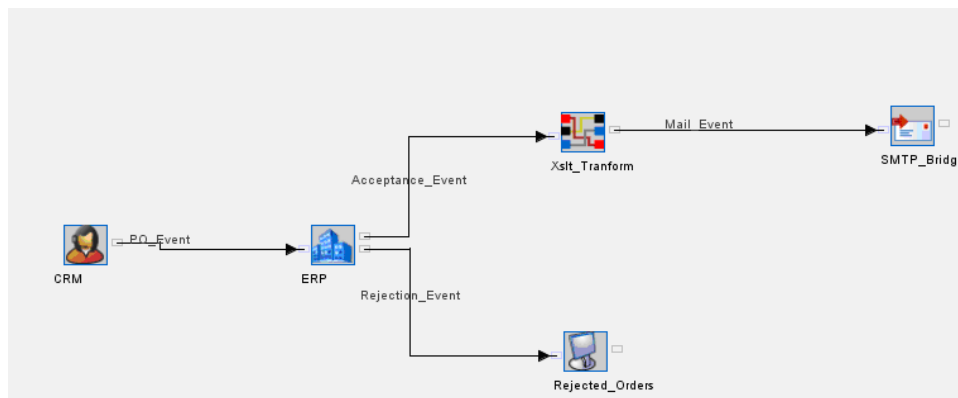 Mail_Event
SMTP_Bridg
Xslt_Tranform
Acceptance_Event
PO_Event
CRM
ERP
Rejection_Event
Rejected_Orders